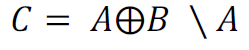 C = A⊕B \ A